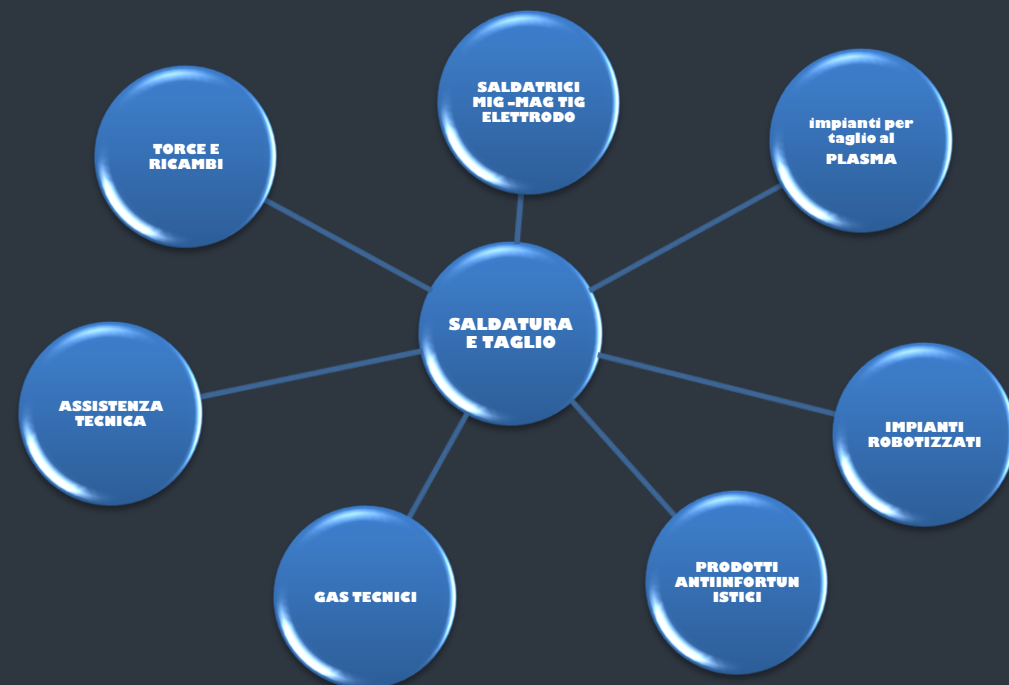 SALDATRICI
MIG -MAG TIG
ELETTRODO
impianti per
taglio al
PLASMA
TORCE E
RICAMBI
SALDATURA
E TAGLIO
ASSISTENZA
TECNICA
IMPIANTI
ROBOTIZZATI
PRODOTTI
ANTIINFORTUN
ISTICI
GAS TECNICI